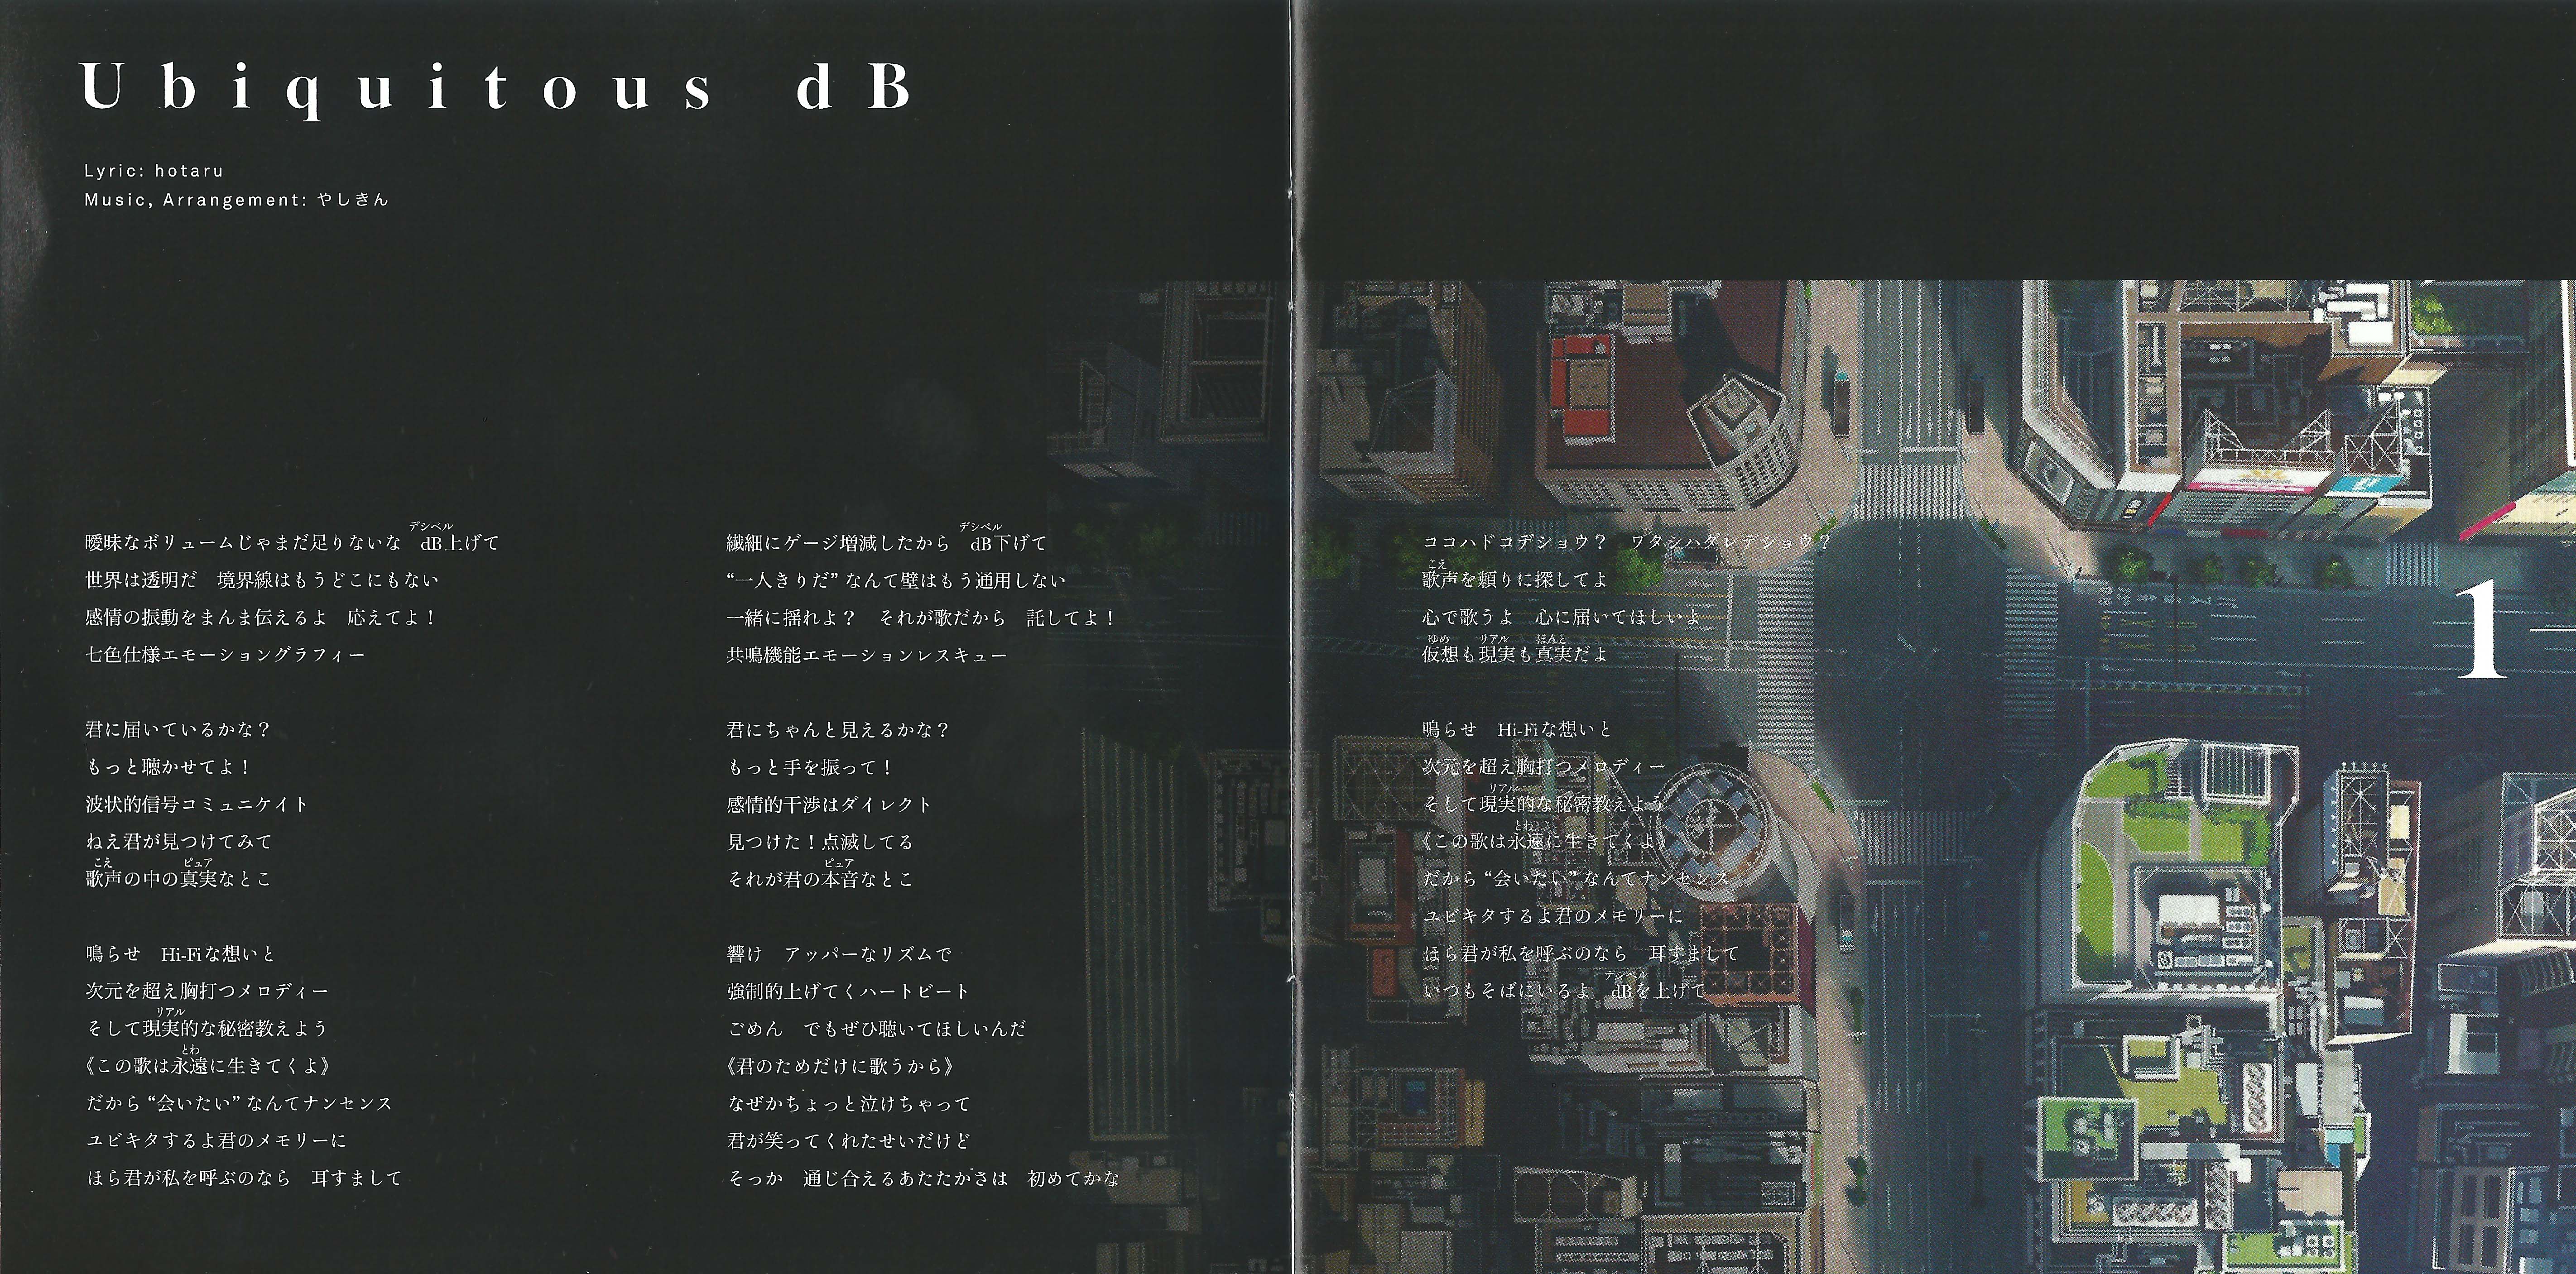 Ubiquitous dB
Lyric: hotaru
Music, Arrangement: やしきん
デシベル
曖昧なボリュームじゃまだ足りないな　dB上げて
世界は透明だ　境界線はもうどこにもない
感情の振動をまんま伝えるよ　応えてよ！
七色仕様エモーショングラフィー
君に届いているかな？
もっと聴かせてよ！
波状的信号コミュニケイト
ねえ君が見つけてみて
こえ　ピュア
歌声の中の真実なとこ
鳴らせ　Hi-Fiな想いと
次元を超え胸打つメロディー
リアル
そして現実的な秘密教えよう
とわ
《この歌は永遠に生きてくよ》
だから“会いたい”なんてナンセンス
ユビキタするよ君のメモリーに
ほら君が私を呼ぶのなら　耳すまして
デシベル
繊細にゲージ増減したから　dB下げて
“一人きりだ”なんて壁はもう通用しない
一緒に揺れよ？　それが歌だから　託してよ！
共鳴機能エモーションレスキュー
君にちゃんと見えるかな？
もっと手を振って！
感情的干渉はダイレクト
見つけた！点滅してる
ピュア
それが君の本音なとこ
響け　アッパーなリズムで
強制的上げてくハートビート
ごめん　でもぜひ聴いてほしいんだ
《君のためだけに歌うから》
なぜかちょっと泣けちゃって
君が笑ってくれたせいだけど
そっか　通じ合えるあたたかさは　初めてかな
ココハドコデショウ？　ワタシハダレデショウ？
こえ
歌声を頼りに探してよ
心で歌うよ　心に届いてほしいよ
ゆめ　リアル　ほんと
仮想も現実も真実だよ
鳴らせ　Hi-Fiな想いと
次元を超え胸打つメロディー
リアル
そして現実的な秘密教えよう
とわ
《この歌は永遠に生きてくよ》
だから“会いたい”なんてナンセンス
ユビキタするよ君のメモリーに
ほら君が私を呼ぶのなら　耳すまして
デシベル
いつもそばにいるよ　dBを上げて
1